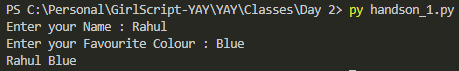 PS C:\Personal\GirlScript-YAY\YAY\Classes\Day 2> py handson_1.py
Enter your Name : Rahul
Enter your Favourite Colour : Blue
Rahul Blue